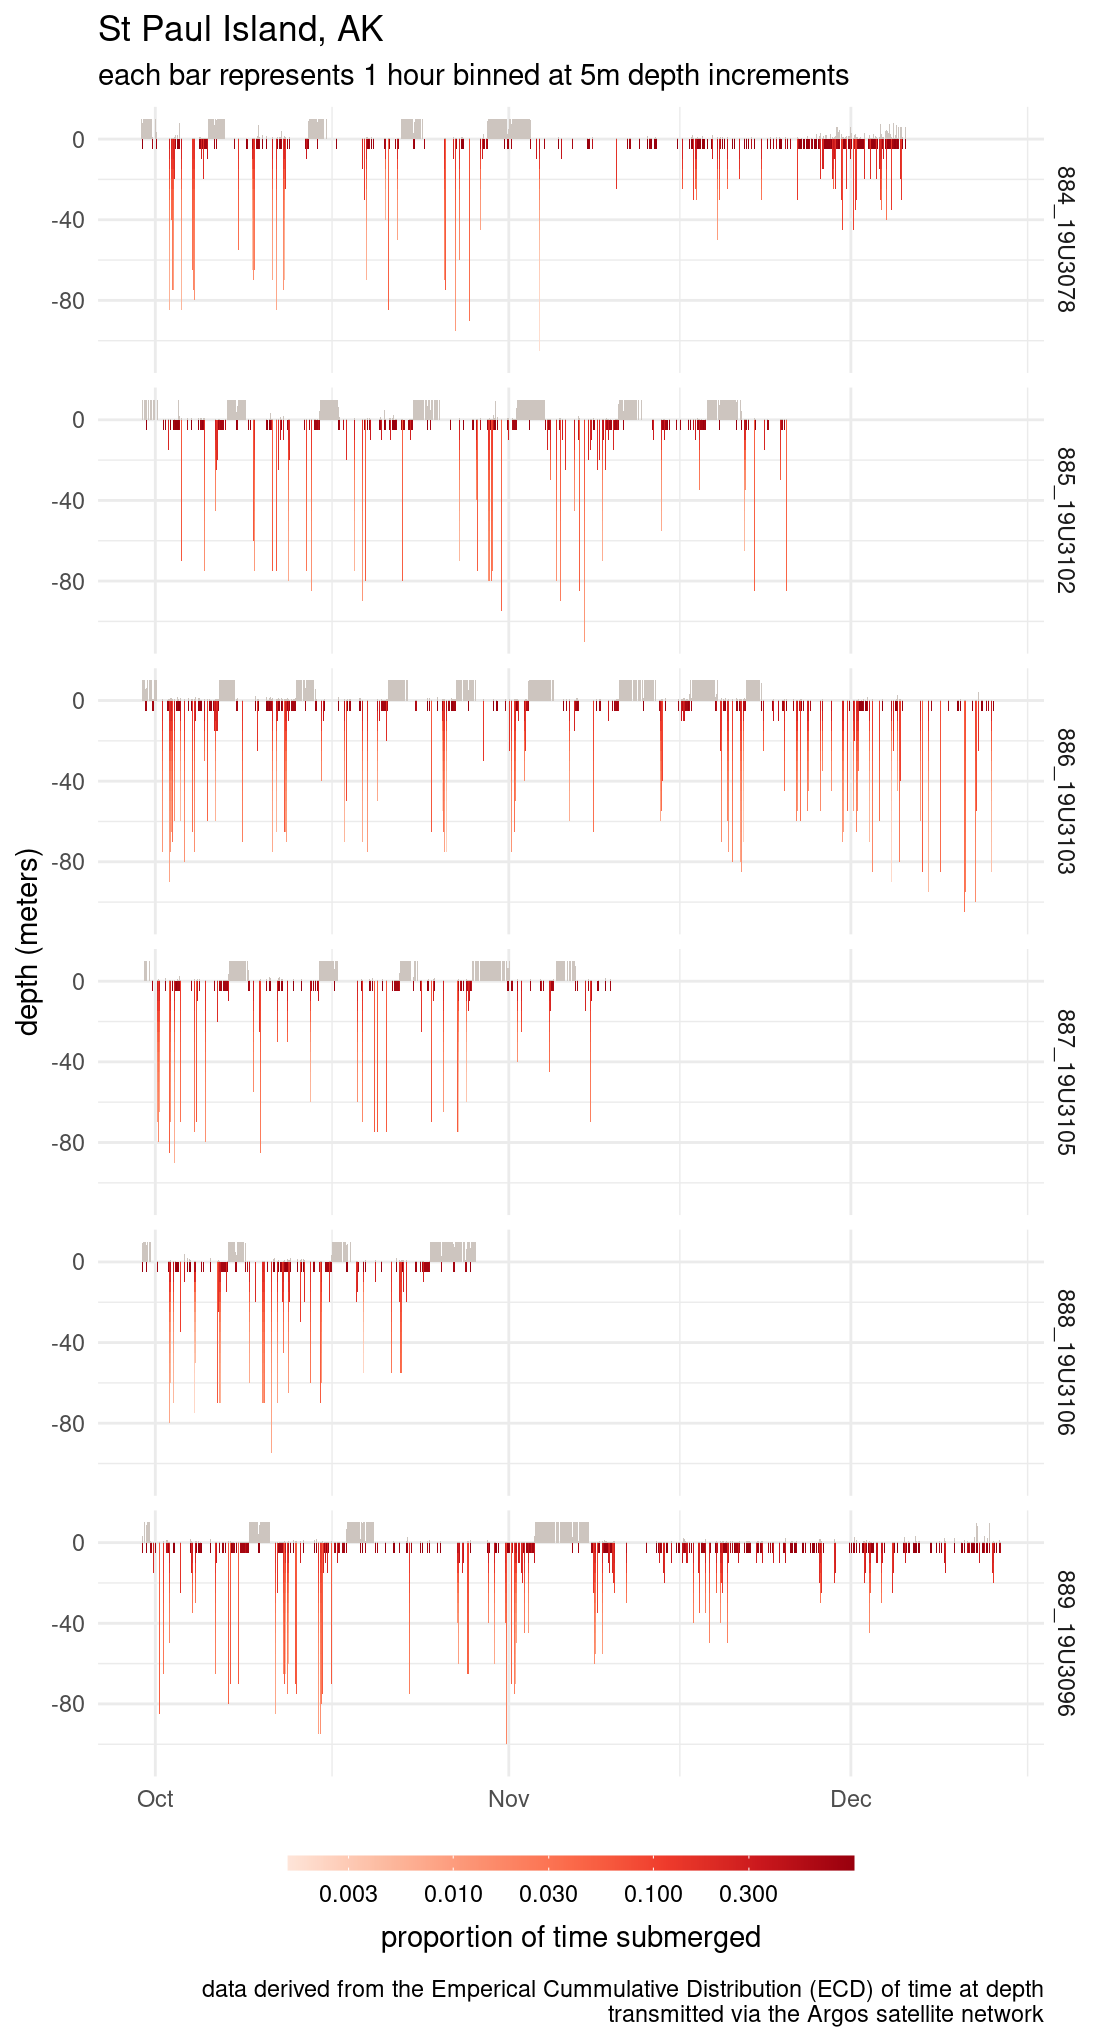 St Paul Island, AK
each bar represents 1 hour binned at 5m depth increments
depth (meters)
0
-40
-80
884_19U3078
0
-40
-80
885_19U3102
0
-40
-80
886_19U3103
0
-40
-80
887_19U3105
0
-40
-80
888_19U3106
0
-40
-80
889_19U3096
Oct Nov Dec
0.003 0.010 0.030 0.100 0.300
proportion of time submerged
data derived from the Emperical Cummulative Distribution (ECD) of time at depth
transmitted via the Argos satellite network